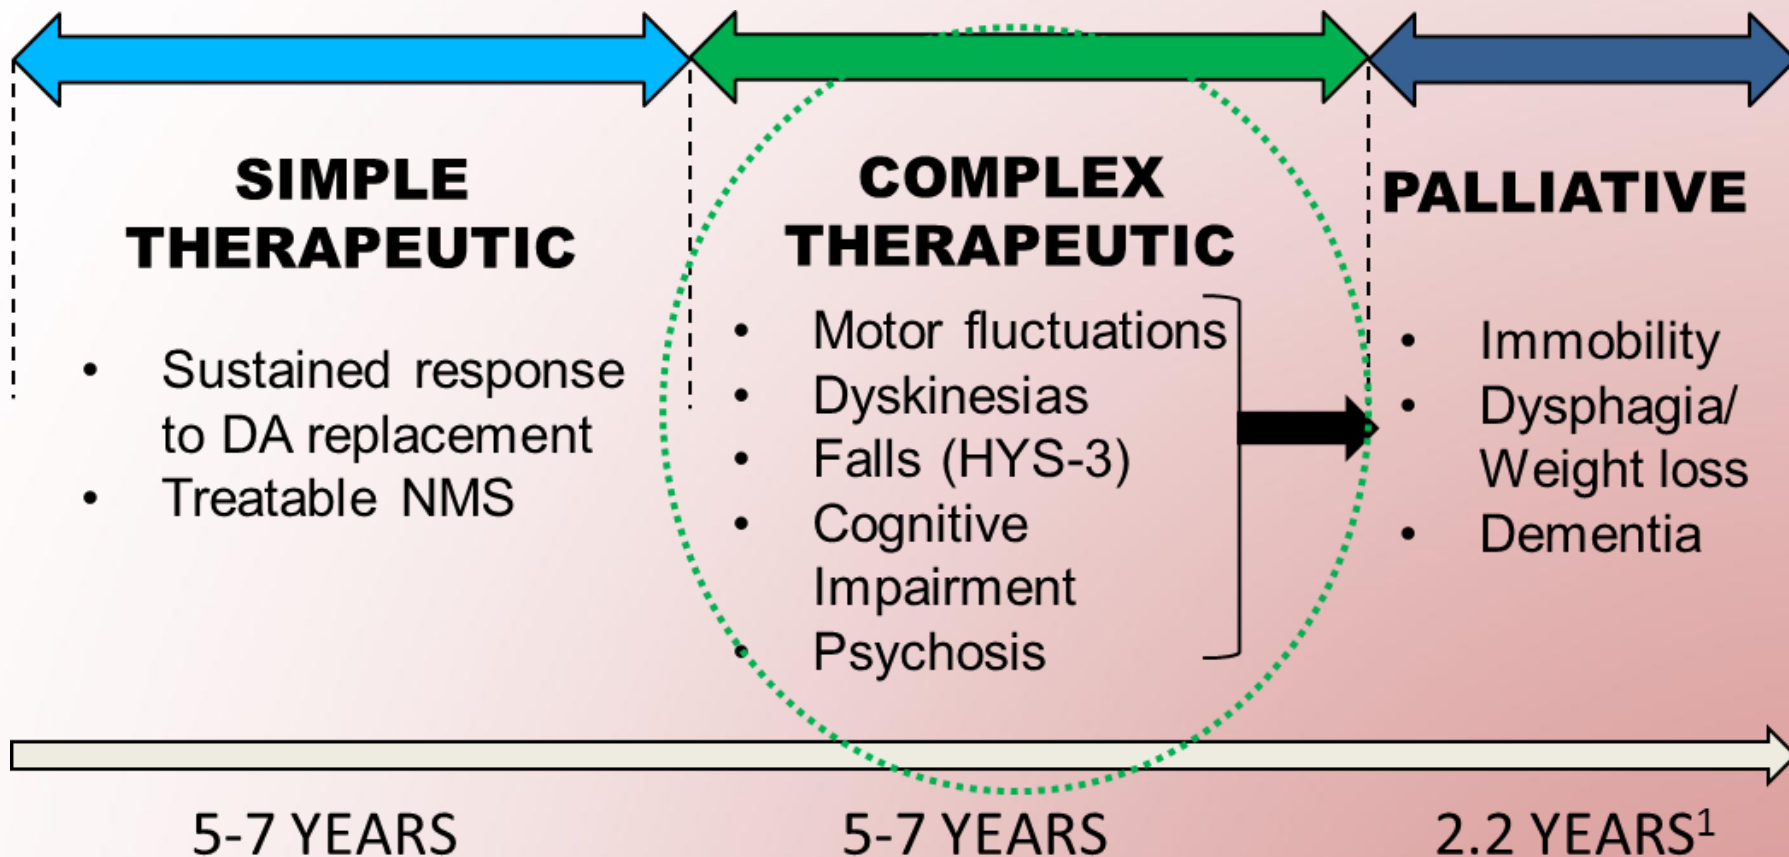 SIMPLE
THERAPEUTIC
• Sustained response
to DA replacement
• Treatable NMS
COMPLEX
THERAPEUTIC
• Motor fluctuations
• Dyskinesias
• Falls (HYS-3)
• Cognitive
Impairment
• Psychosis
PALLIATIVE
• Immobility
• Dysphagia/
Weight loss
• Dementia
5-7 YEARS
5-7 YEARS
2.2 YEARS¹